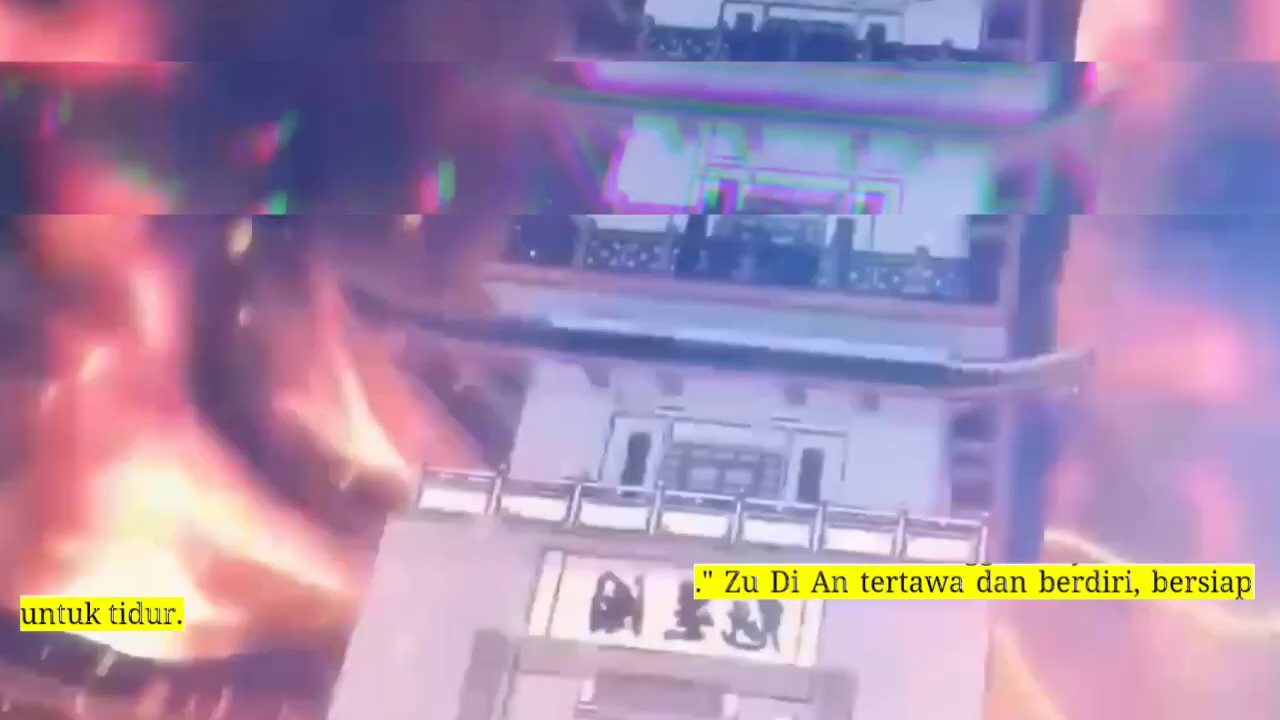 ." Zu Di An tertawa dan berdiri, bersiap
untuk tidur.